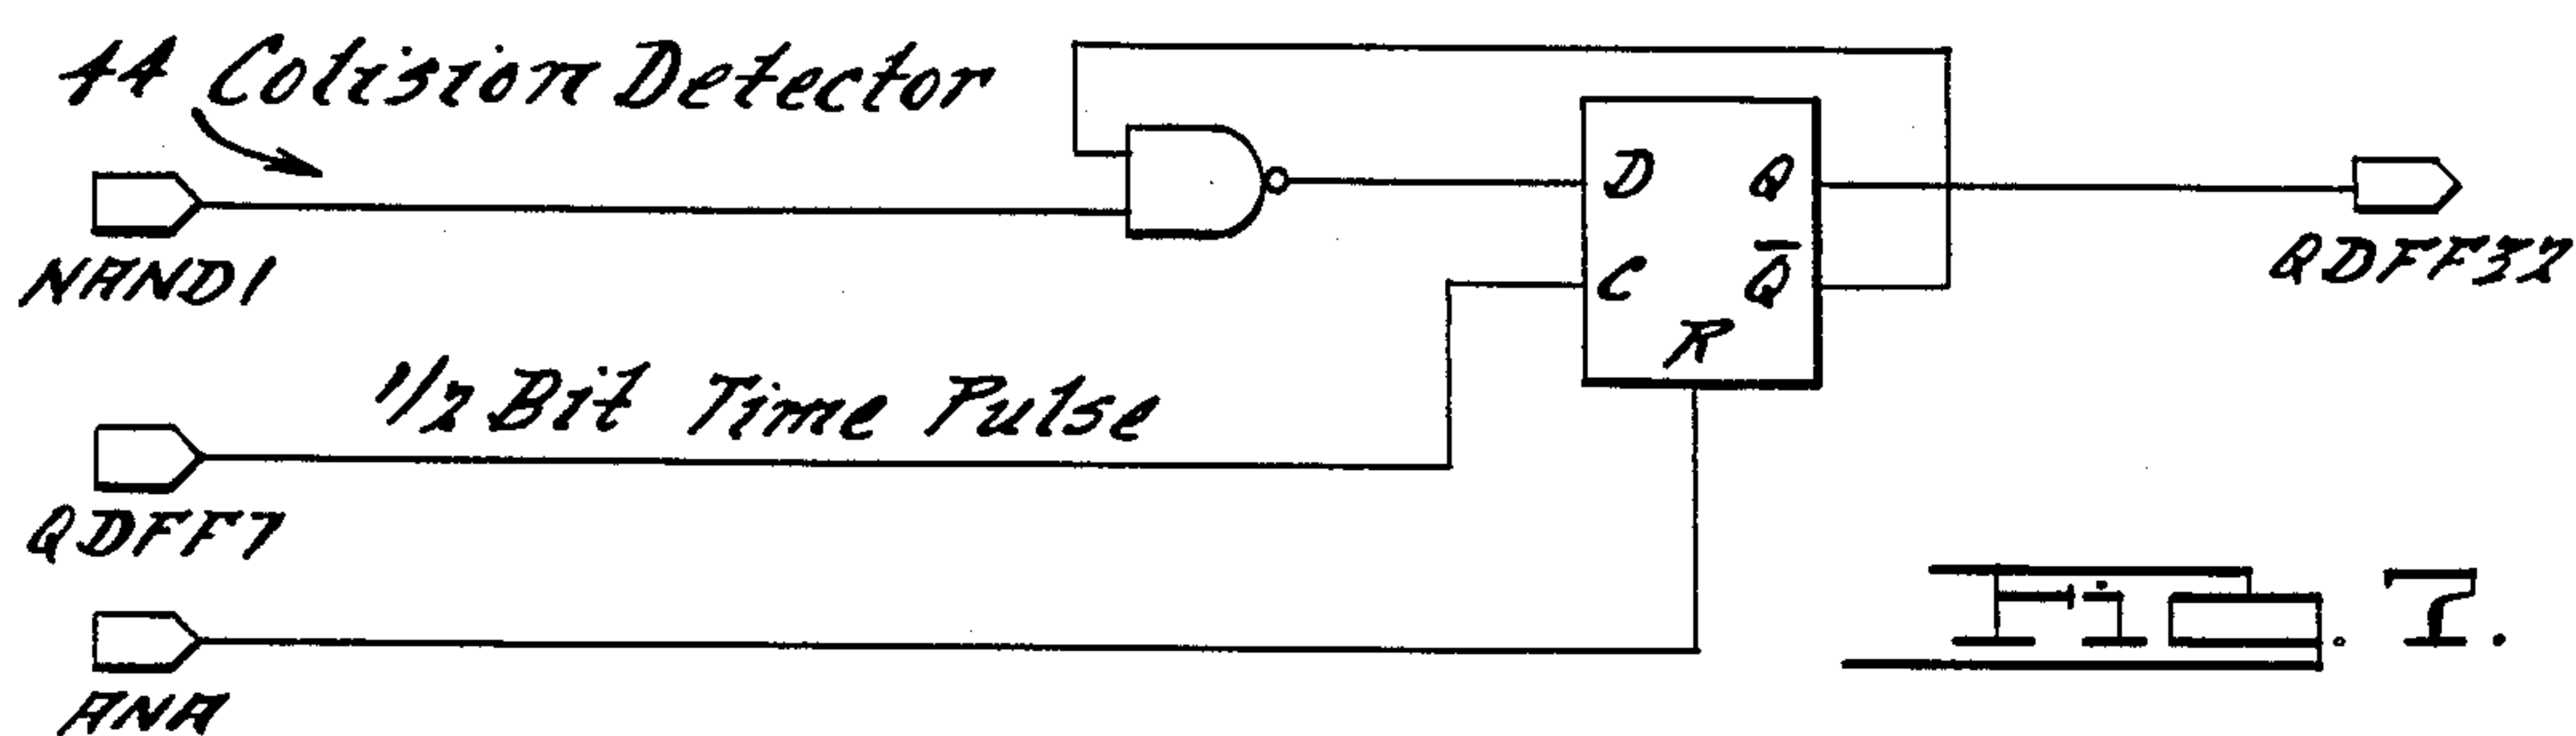 44 Colision Detector
NAND1
D Q
C Q̅
R
QDFF32
1/2 Bit Time Pulse
QDFF7
ANA
Fig. 7.